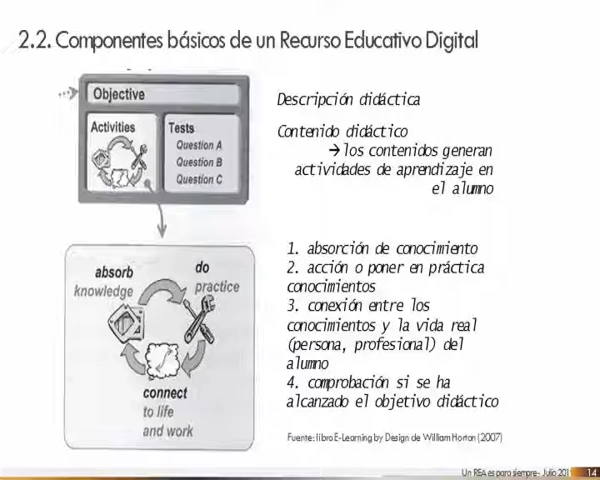 2.2. Componentes básicos de un Recurso Educativo Digital
Objective
Activities
Tests
Question A
Question B
Question C
Descripción didáctica
Contenido didáctico
→ los contenidos generan
actividades de aprendizaje en
el alumno
absorb
knowledge
do
practice
connect
to life
and work
1. absorción de conocimiento
2. acción o poner en práctica
conocimientos
3. conexión entre los
conocimientos y la vida real
(persona, profesional) del
alumno
4. comprobación si se ha
alcanzado el objetivo didáctico
Fuente: libro E-Learning by Design de William Horton (2007)
Un REA es para siempre - Julio
14